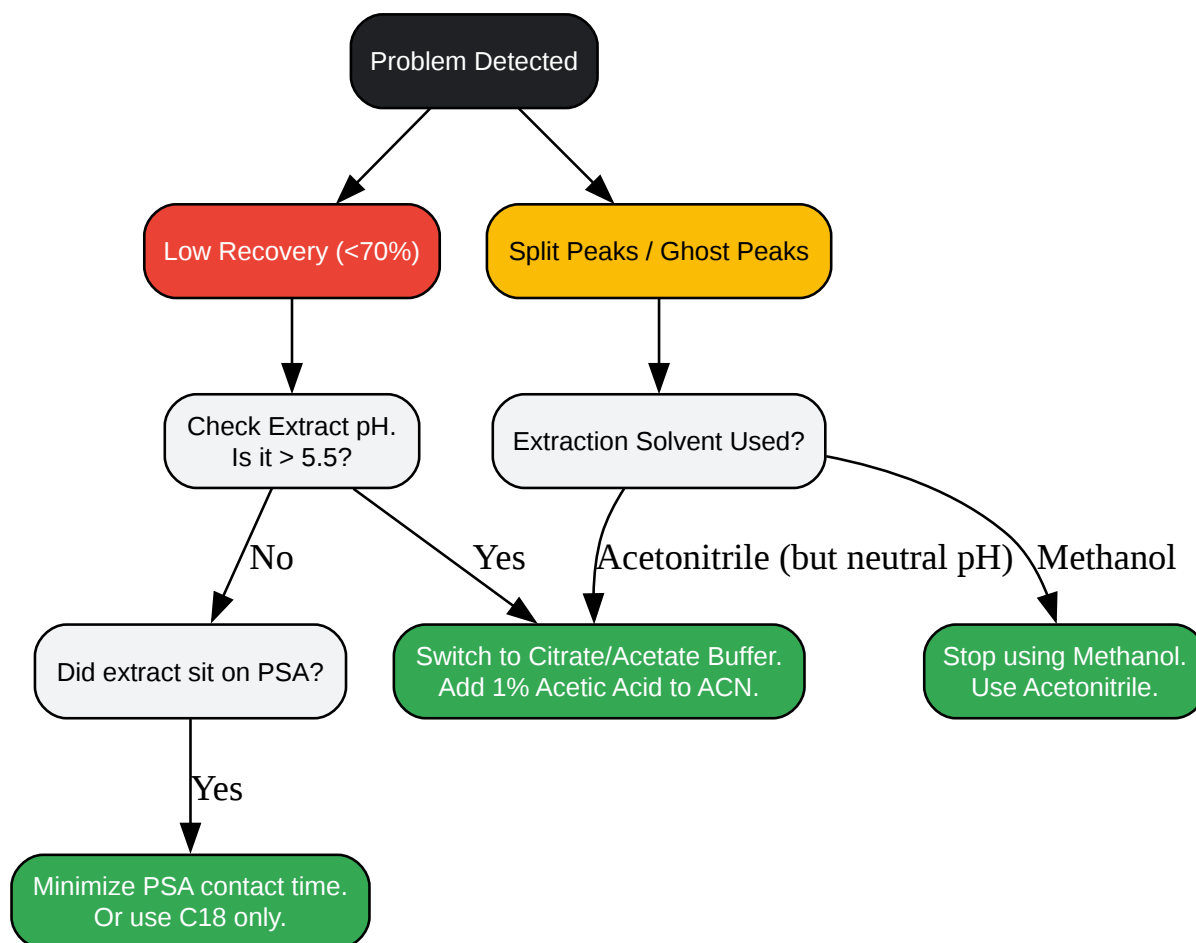 Problem Detected
Low Recovery (<70%)
Split Peaks / Ghost Peaks
Check Extract pH.
Is it > 5.5?
Extraction Solvent Used?
No
Yes
Acetonitrile (but neutral pH)
Methanol
Did extract sit on PSA?
Switch to Citrate/Acetate Buffer.
Add 1% Acetic Acid to ACN.
Stop using Methanol.
Use Acetonitrile.
Yes
Minimize PSA contact time.
Or use C18 only.